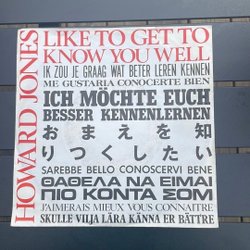 HOWARD JONES
LIKE TO GET TO
KNOW YOU WELL
IK ZOU JE GRAAG WAT BETER LEREN KENNEN
ME GUSTARIA CONOCERTE BIEN
ICH MÖCHTE EUCH
BESSER KENNENLERNEN
おまえを知
りつくしたい
SAREBBE BELLO CONOSCERVI BENE
ΘΑΘΕΛΑ ΝΑ ΕΙΜΑΙ
ΠΙΟ ΚΟΝΤΑ ΣΟΜ
J'AIMERAIS MIEUX VOUS CONNAITRE
SKULLE VILJA LÄRA KÄNNA ER BÄTTRE